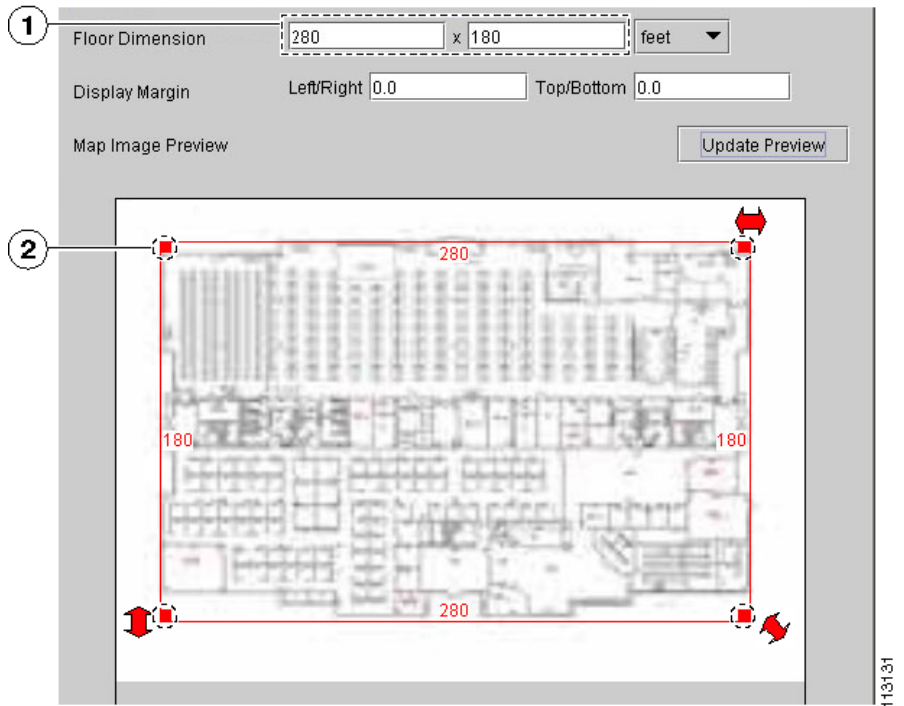 1
Floor Dimension 280 x 180 feet
Display Margin Left/Right 0.0 Top/Bottom 0.0
Map Image Preview Update Preview
2
280
180 180
280
113131